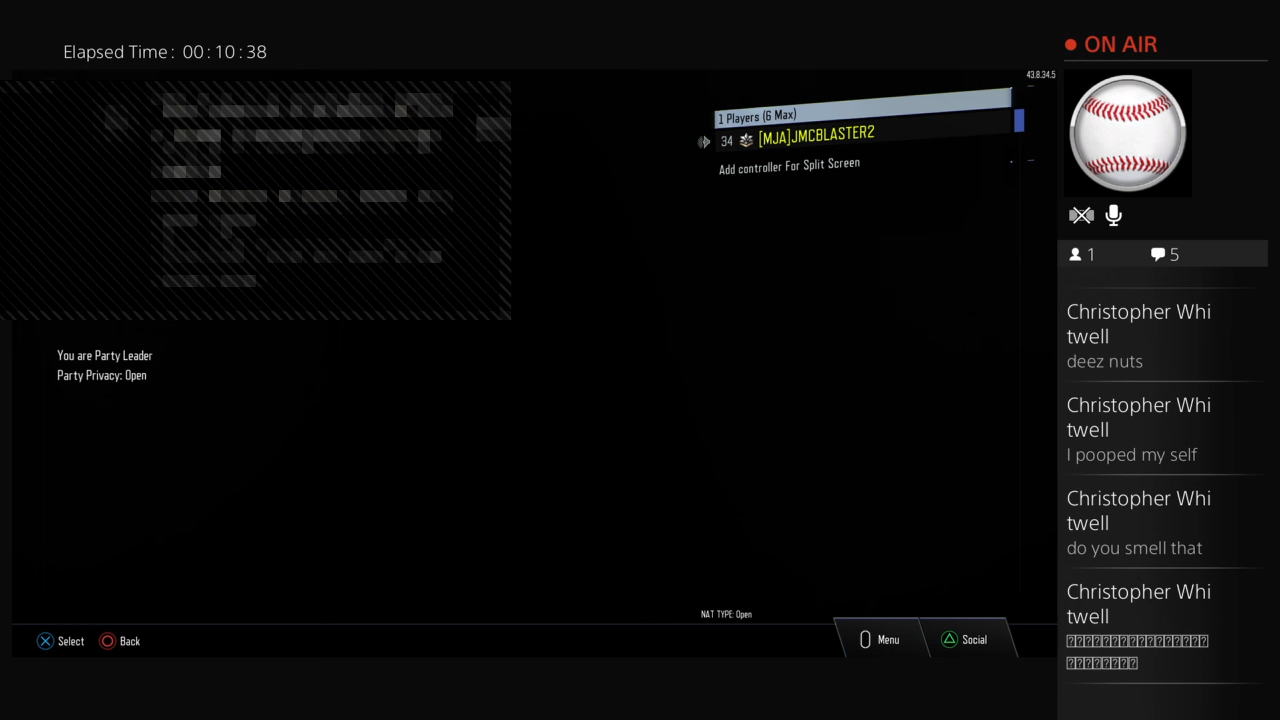 Elapsed Time: 00:10:38
ON AIR
43.8.34.5
1 Players (6 Max)
34 [MJA]JMCBLASTER2
Add controller For Split Screen
1
5
Christopher Whi
twell
deez nuts
Christopher Whi
twell
I pooped my self
Christopher Whi
twell
do you smell that
Christopher Whi
twell
You are Party Leader
Party Privacy: Open
NAT TYPE: Open
Select
Back
Menu
Social